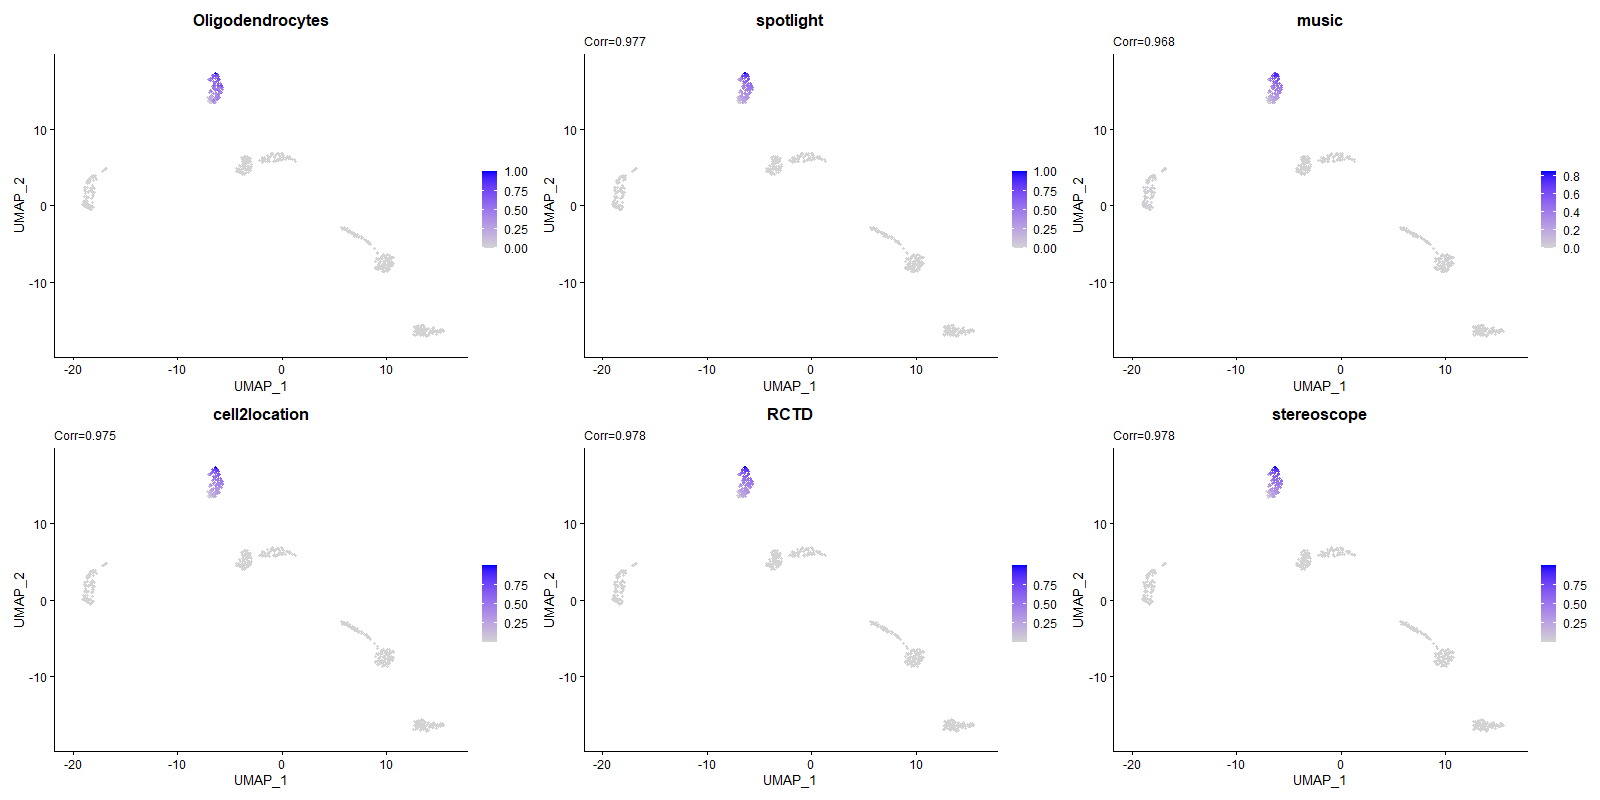 Oligodendrocytes
10
0
-10
-20
-10
0
10
UMAP_1
UMAP_2
1.00
0.75
0.50
0.25
0.00
spotlight
Corr=0.977
10
0
-10
-20
-10
0
10
UMAP_1
UMAP_2
1.00
0.75
0.50
0.25
0.00
music
Corr=0.968
10
0
-10
-20
-10
0
10
UMAP_1
UMAP_2
0.8
0.6
0.4
0.2
0.0
cell2location
Corr=0.975
10
0
-10
-20
-10
0
10
UMAP_1
UMAP_2
0.75
0.50
0.25
RCTD
Corr=0.978
10
0
-10
-20
-10
0
10
UMAP_1
UMAP_2
0.75
0.50
0.25
stereoscope
Corr=0.978
10
0
-10
-20
-10
0
10
UMAP_1
UMAP_2
0.75
0.50
0.25